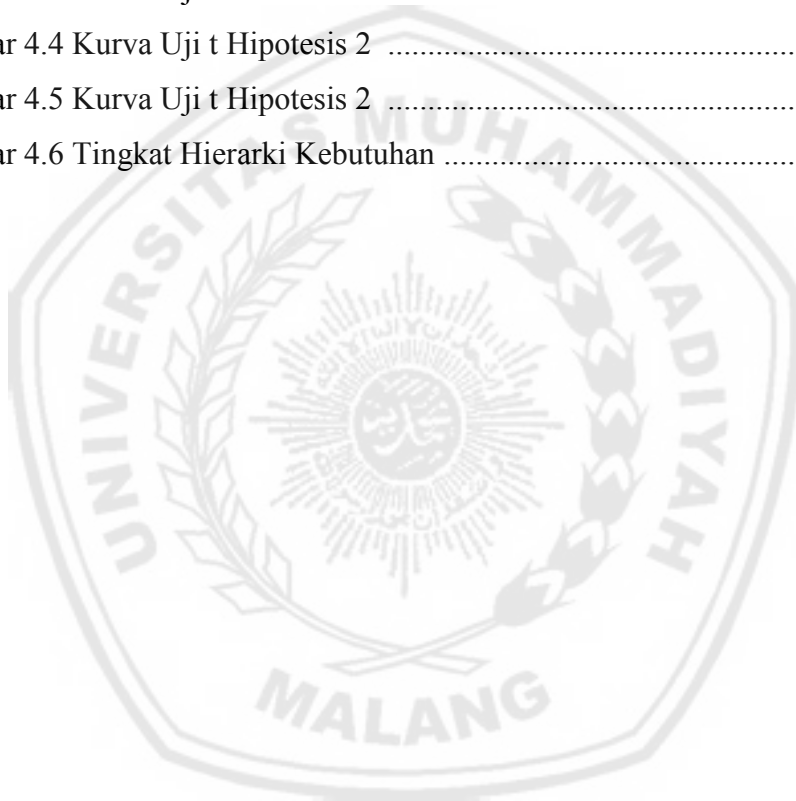 ar 4.4 Kurva Uji t Hipotesis 2 ............................................................
ar 4.5 Kurva Uji t Hipotesis 2 ............................................................
ar 4.6 Tingkat Hierarki Kebutuhan ....................................................
UNIVERSITAS MUHAMMADIYAH
MALANG